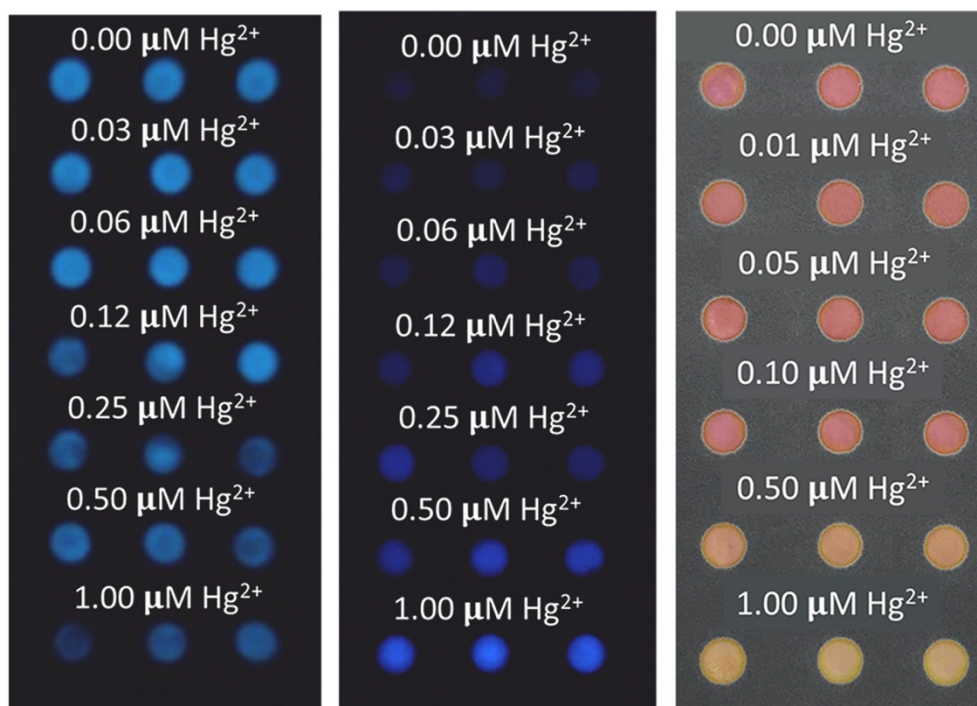 0.00 μM Hg²⁺
0.03 μM Hg²⁺
0.06 μM Hg²⁺
0.12 μM Hg²⁺
0.25 μM Hg²⁺
0.50 μM Hg²⁺
1.00 μM Hg²⁺
0.00 μM Hg²⁺
0.03 μM Hg²⁺
0.06 μM Hg²⁺
0.12 μM Hg²⁺
0.25 μM Hg²⁺
0.50 μM Hg²⁺
1.00 μM Hg²⁺
0.00 μM Hg²⁺
0.01 μM Hg²⁺
0.05 μM Hg²⁺
0.10 μM Hg²⁺
0.50 μM Hg²⁺
1.00 μM Hg²⁺